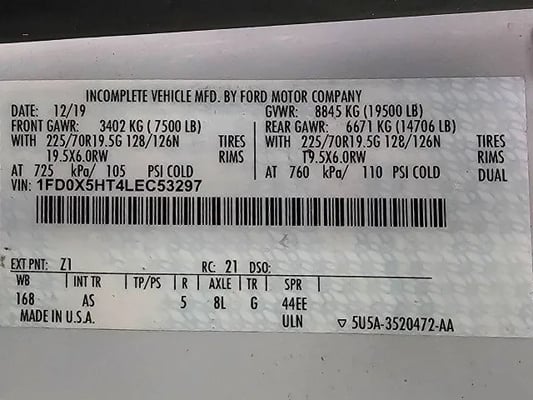 INCOMPLETE VEHICLE MFD. BY FORD MOTOR COMPANY
DATE: 12/19 GVWR: 8845 KG (19500 LB)
FRONT GAWR: 3402 KG (7500 LB) REAR GAWR: 6671 KG (14706 LB)
WITH 225/70R19.5G 128/126N TIRES WITH 225/70R19.5G 128/126N TIRES
19.5X6.0RW RIMS 19.5X6.0RW RIMS
AT 725 kPa/ 105 PSI COLD AT 760 kPa/ 110 PSI COLD DUAL
VIN: 1FD0X5HT4LEC53297
EXT PNT: Z1 RC: 21 DSO:
WB INT TR TP/PS R AXLE TR SPR
168 AS 5 8L G 44EE
MADE IN U.S.A. ULN ▽ 5U5A-3520472-AA